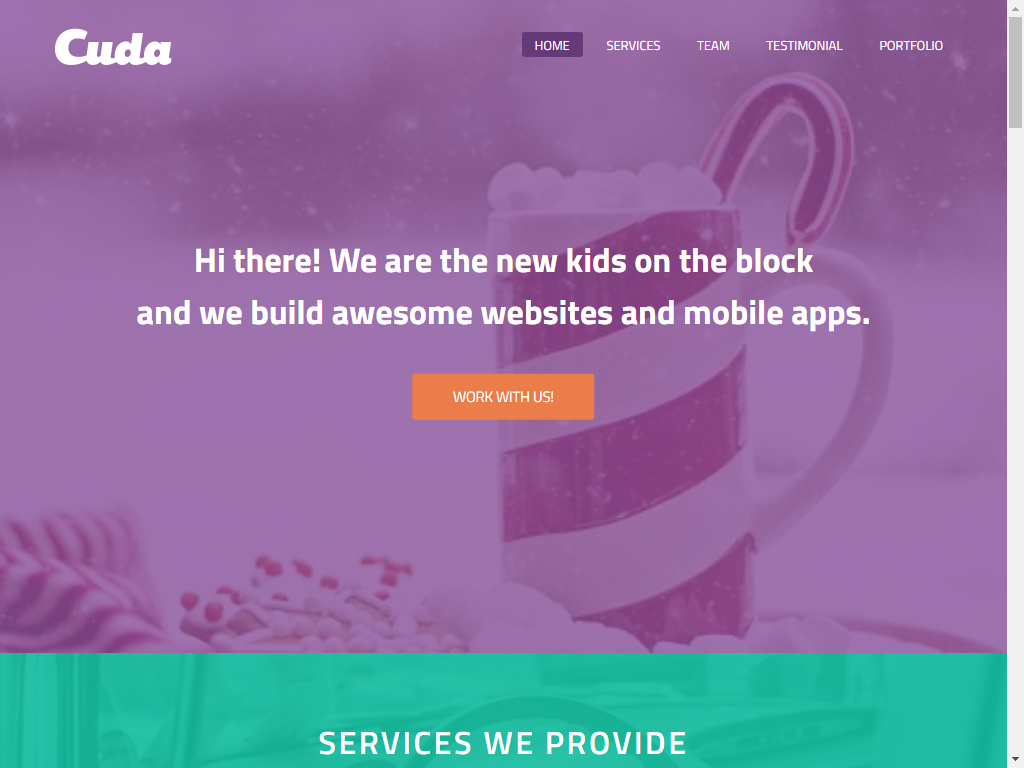 Cuda
HOME SERVICES TEAM TESTIMONIAL PORTFOLIO
Hi there! We are the new kids on the block
and we build awesome websites and mobile apps.
WORK WITH US!
SERVICES WE PROVIDE